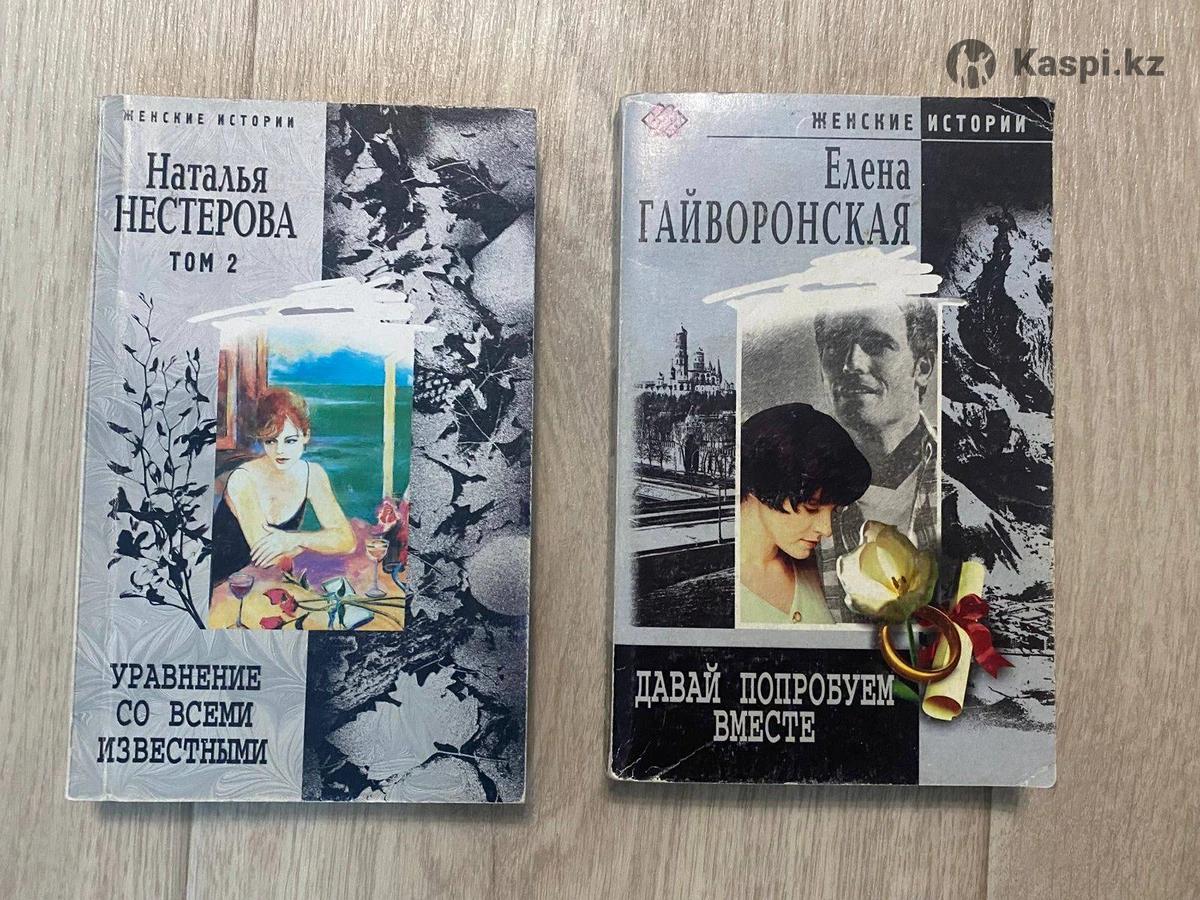 Kaspi.kz
ЖЕНСКИЕ ИСТОРИИ
Наталья
НЕСТЕРОВА
ТОМ 2
УРАВНЕНИЕ
СО ВСЕМИ
ИЗВЕСТНЫМИ
ЖЕНСКИЕ ИСТОРИИ
Елена
ГАЙВОРОНСКАЯ
ДАВАЙ ПОПРОБУЕМ
ВМЕСТЕ